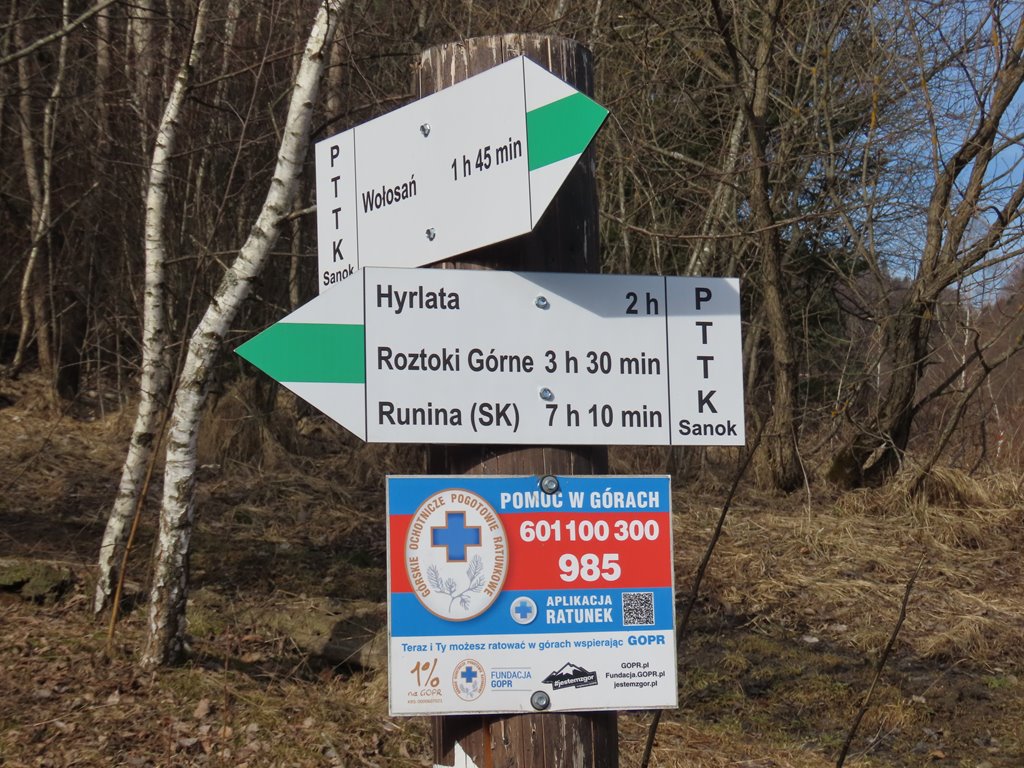 PTTK
Sanok
Wołosań 1 h 45 min
Hyrlata 2 h
Roztoki Górne 3 h 30 min
Runina (SK) 7 h 10 min
PTTK
Sanok
POMOC W GÓRACH
601 100 300
985
GÓRSKIE OCHOTNICZE POGOTOWIE RATUNKOWE
APLIKACJA
RATUNEK
Teraz i Ty możesz ratować w górach wspierając GOPR
1%
na GOPR
FUNDACJA
GOPR
#jestemzgor
GOPR.pl
Fundacja.GOPR.pl
jestemzgor.pl